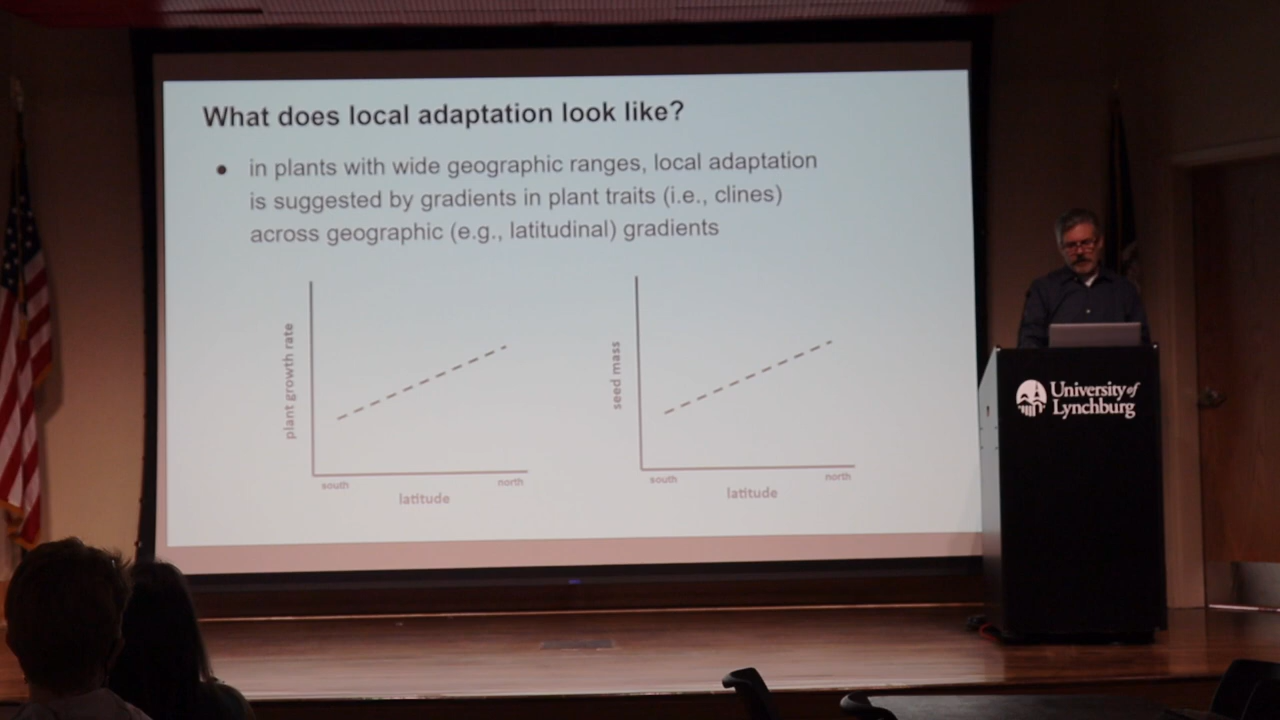 What does local adaptation look like?
● in plants with wide geographic ranges, local adaptation
is suggested by gradients in plant traits (i.e., clines)
across geographic (e.g., latitudinal) gradients
plant growth rate
south
north
latitude
seed mass
south
north
latitude
University of
Lynchburg